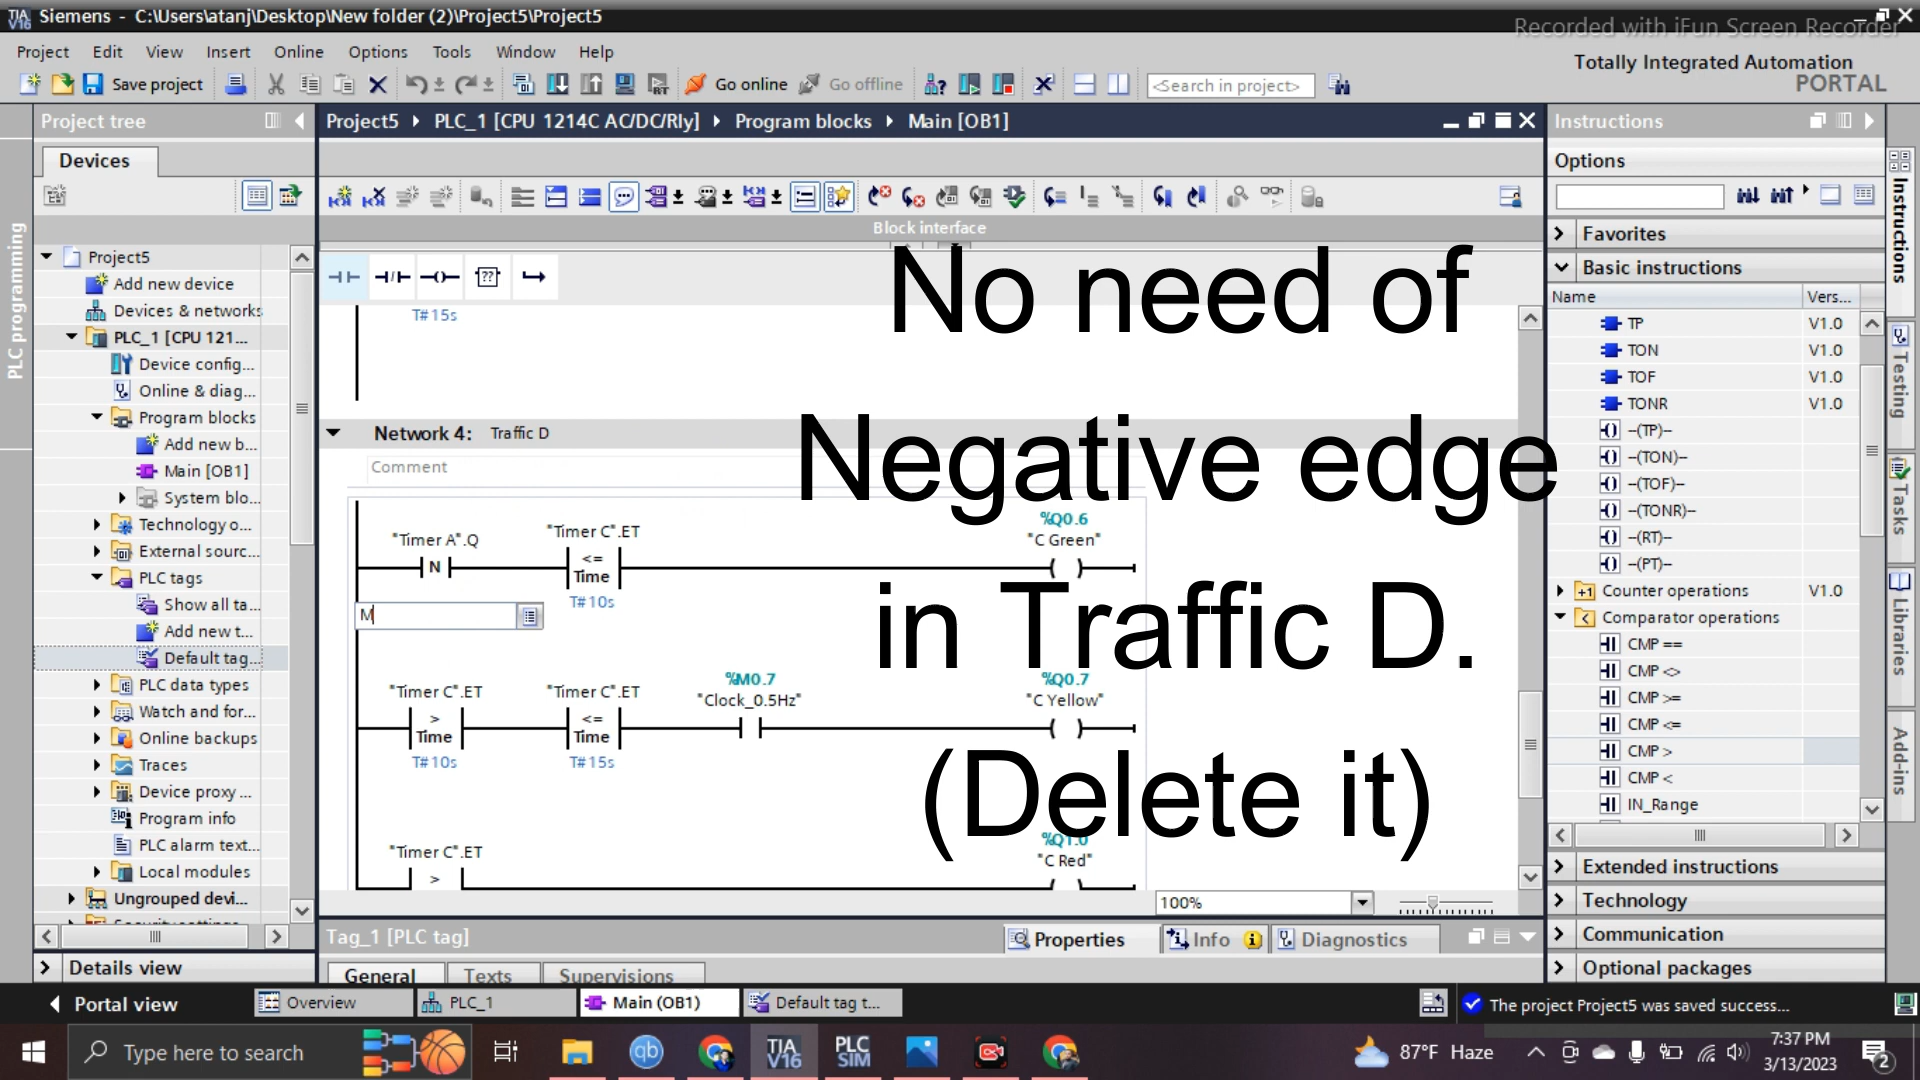 TIA V16 Siemens - C:\Users\atanj\Desktop\New folder (2)\Project5\Project5
Recorded with iFun Screen Recorder
Project Edit View Insert Online Options Tools Window Help
Totally Integrated Automation
PORTAL
Save project Go online Go offline <Search in project>
Project tree
Project5 PLC_1 [CPU 1214C AC/DC/Rly] Program blocks Main [OB1]
Instructions
Devices
Options
Block interface
PLC programming
Project5
Add new device
Devices & networks
PLC_1 [CPU 121...
Device config...
Online & diag...
Program blocks
Add new b...
Main [OB1]
System blo...
Technology o...
External sourc...
PLC tags
Show all ta...
Add new t...
Default tag...
PLC data types
Watch and for...
Online backups
Traces
Device proxy ...
Program info
PLC alarm text...
Local modules
Ungrouped devi...
Details view
No need of
Negative edge
in Traffic D.
(Delete it)
??
T#15s
Network 4: Traffic D
Comment
"Timer A".Q
N
"Timer C".ET
<=
Time
T#10s
%Q0.6
"C Green"
M
"Timer C".ET
>
Time
T#10s
"Timer C".ET
<=
Time
T#15s
%M0.7
"Clock_0.5Hz"
%Q0.7
"C Yellow"
"Timer C".ET
>
%Q1.0
"C Red"
100%
Tag_1 [PLC tag]
Properties Info Diagnostics
General Texts Supervisions
Favorites
Basic instructions
Name Vers...
TP V1.0
TON V1.0
TOF V1.0
TONR V1.0
-(TP)-
-(TON)-
-(TOF)-
-(TONR)-
-(RT)-
-(PT)-
Counter operations V1.0
Comparator operations
CMP ==
CMP <>
CMP >=
CMP <=
CMP >
CMP <
IN_Range
Extended instructions
Technology
Communication
Optional packages
Instructions
Testing
Tasks
Libraries
Add-ins
Portal view Overview PLC_1 Main (OB1) Default tag t...
The project Project5 was saved success...
Type here to search
TIA V16
PLC SIM
87°F Haze
7:37 PM
3/13/2023
2